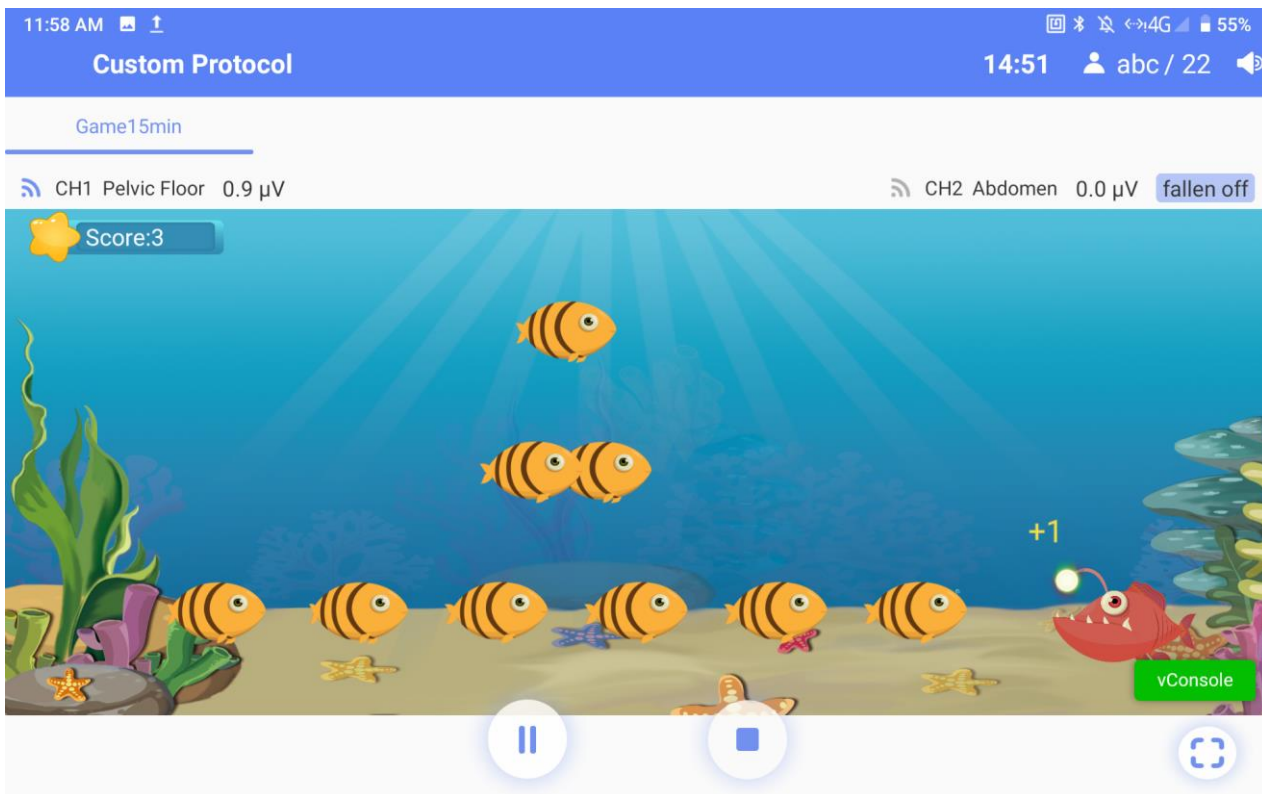 11:58 AM 4G 55%
Custom Protocol 14:51 abc / 22
Game15min
CH1 Pelvic Floor 0.9 μV CH2 Abdomen 0.0 μV fallen off
Score:3
+1
vConsole